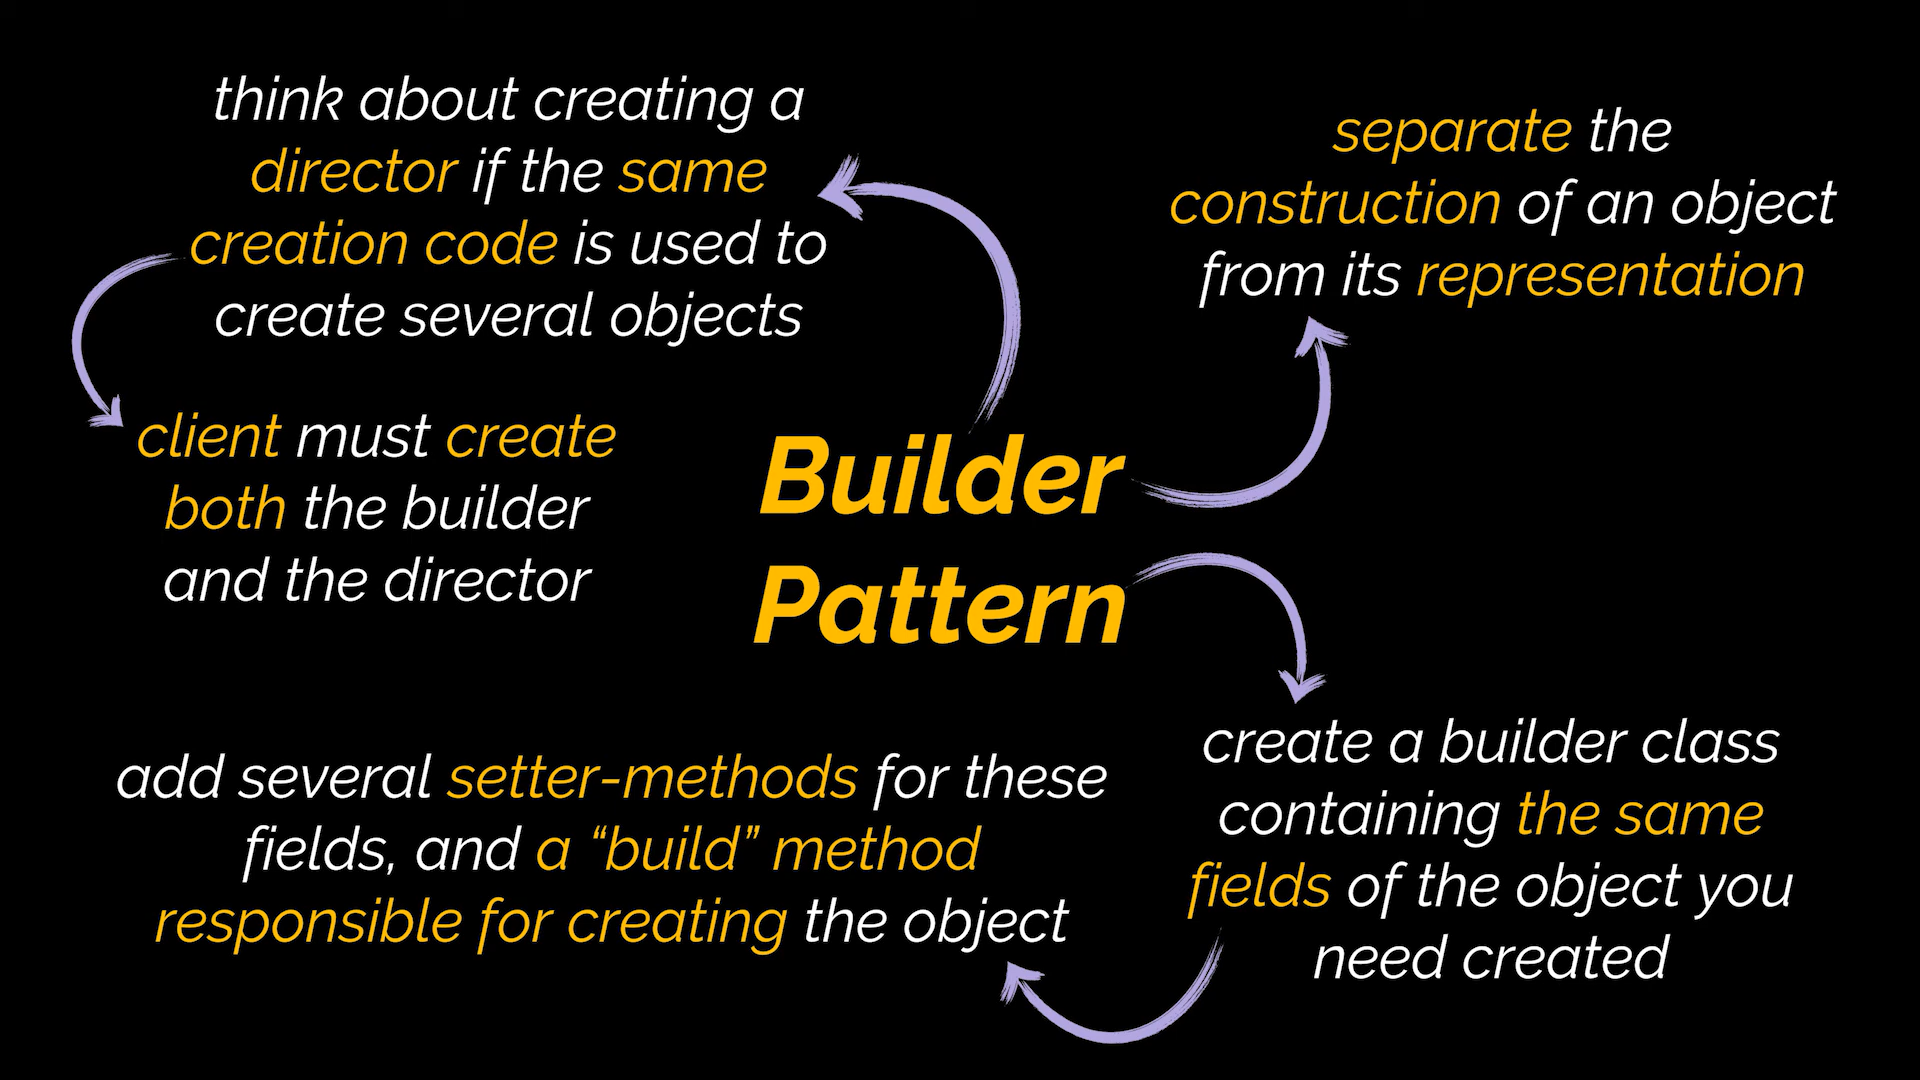 think about creating a
director if the same
creation code is used to
create several objects
separate the
construction of an object
from its representation
client must create
both the builder
and the director
Builder
Pattern
add several setter-methods for these
fields, and a “build” method
responsible for creating the object
create a builder class
containing the same
fields of the object you
need created